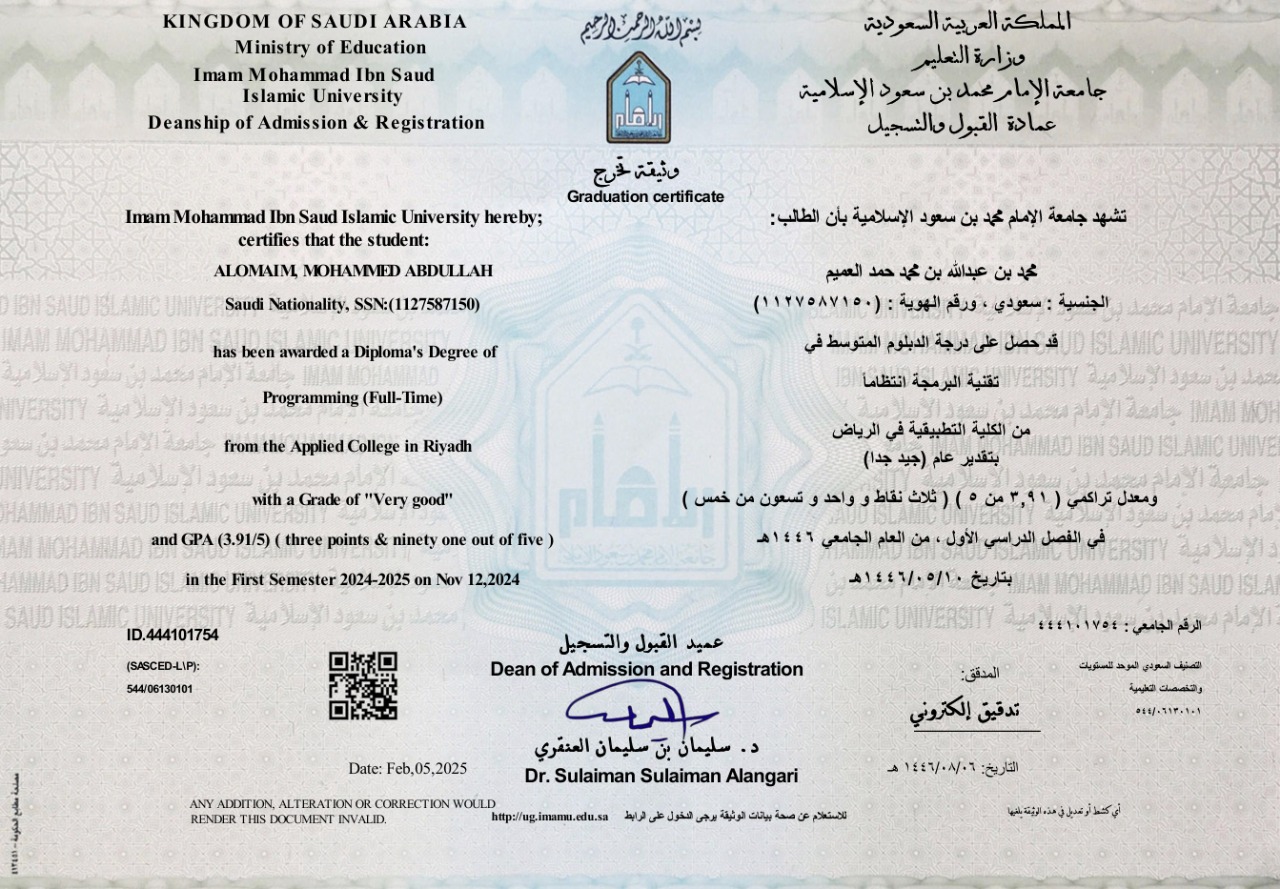 KINGDOM OF SAUDI ARABIA
Ministry of Education
Imam Mohammad Ibn Saud
Islamic University
Deanship of Admission & Registration
بسم الله الرحمن الرحيم
المملكة العربية السعودية
وزارة التعليم
جامعة الإمام محمد بن سعود الإسلامية
عمادة القبول والتسجيل
وثيقة تخرج
Graduation certificate
Imam Mohammad Ibn Saud Islamic University hereby;
certifies that the student:
ALOMAIM, MOHAMMED ABDULLAH
Saudi Nationality, SSN:(1127587150)
has been awarded a Diploma's Degree of
Programming (Full-Time)
from the Applied College in Riyadh
with a Grade of "Very good"
and GPA (3.91/5) ( three points & ninety one out of five )
in the First Semester 2024-2025 on Nov 12,2024
تشهد جامعة الإمام محمد بن سعود الإسلامية بأن الطالب:
محمد بن عبدالله بن محمد حمد العميم
الجنسية : سعودي ، ورقم الهوية : (١١٢٧٥٨٧١٥٠)
قد حصل على درجة الدبلوم المتوسط في
تقنية البرمجة انتظاماً
من الكلية التطبيقية في الرياض
بتقدير عام (جيد جدا)
ومعدل تراكمي ( ٣,٩١ من ٥ ) ( ثلاث نقاط و واحد و تسعون من خمس )
في الفصل الدراسي الأول ، من العام الجامعي ١٤٤٦هـ
بتاريخ ١٤٤٦/٠٥/١٠هـ
ID.444101754
(SASCED-L\P):
544/06130101
عميد القبول والتسجيل
Dean of Admission and Registration
د. سليمان بن سليمان العنقري
Dr. Sulaiman Sulaiman Alangari
الرقم الجامعي : ٤٤٤١٠١٧٥٤
التصنيف السعودي الموحد للمستويات
والتخصصات التعليمية
٥٤٤/٠٦١٣٠١٠١
المدقق:
تدقيق إلكتروني
التاريخ: ١٤٤٦/٠٨/٠٦ هـ
Date: Feb,05,2025
ANY ADDITION, ALTERATION OR CORRECTION WOULD
RENDER THIS DOCUMENT INVALID.
للاستعلام عن صحة بيانات الوثيقة يرجى الدخول على الرابط http://ug.imamu.edu.sa
أي كشط أو تعديل في هذه الوثيقة يلغيها
IMAM MOHAMMAD IBN SAUD ISLAMIC UNIVERSITY جامعة الإمام محمد بن سعود الإسلامية